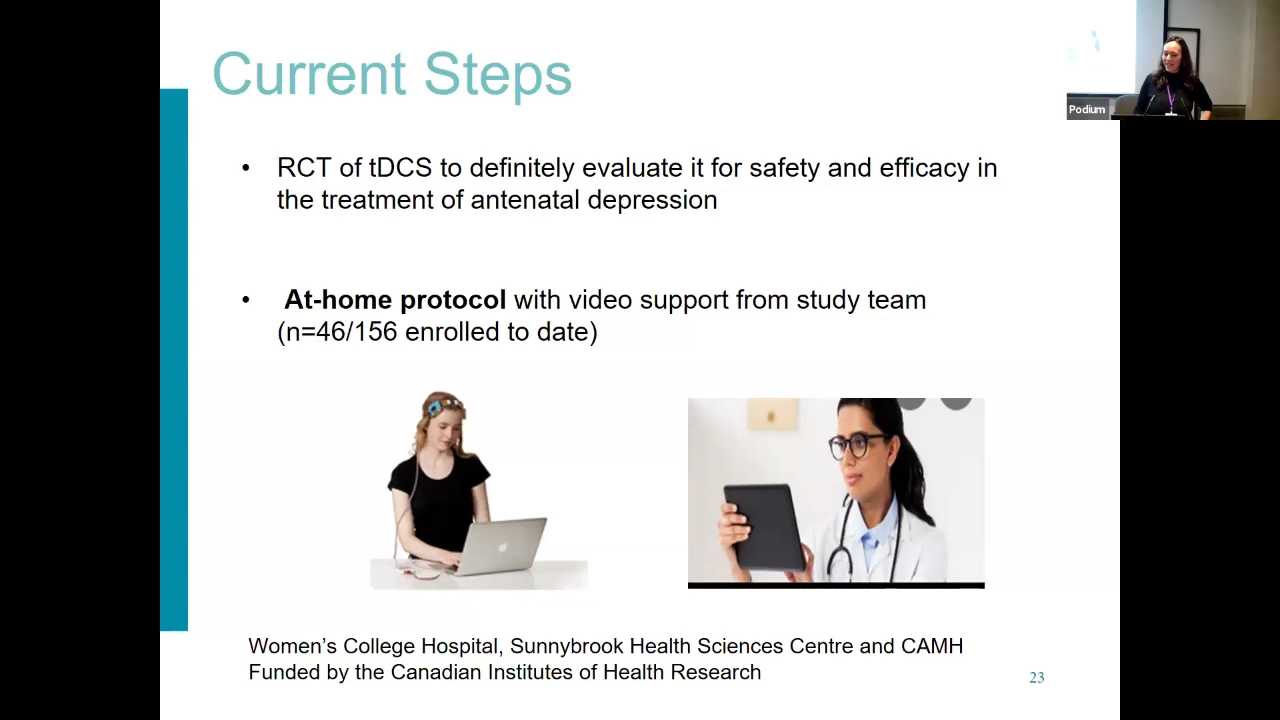 Current Steps
Podium
• RCT of tDCS to definitely evaluate it for safety and efficacy in
the treatment of antenatal depression
• At-home protocol with video support from study team
(n=46/156 enrolled to date)
Women’s College Hospital, Sunnybrook Health Sciences Centre and CAMH
Funded by the Canadian Institutes of Health Research
23